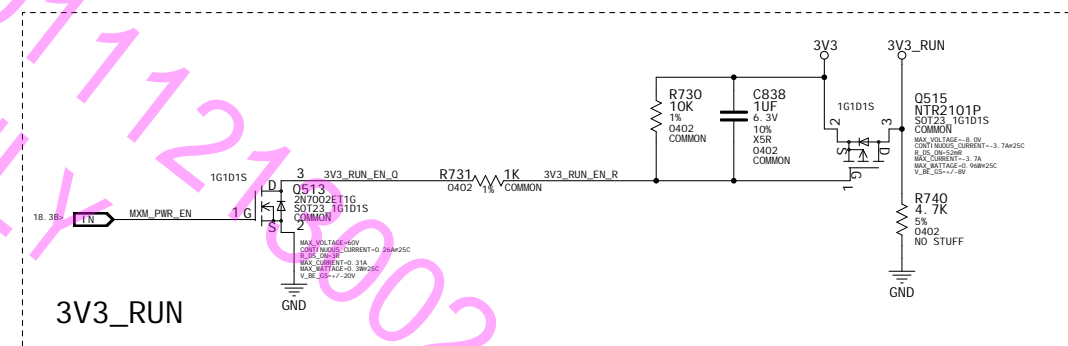 3V3
3V3_RUN
R730
10K
1%
0402
COMMON
C838
1UF
6.3V
10%
X5R
0402
COMMON
1G1D1S
2
3
S
D
G
1
Q515
NTR2101P
SOT23_1G1D1S
COMMON
MAX_VOLTAGE=-8.0V
CONTINUOUS_CURRENT=-3.7A@25C
R_DS_ON=52mR
MAX_CURRENT=-3.7A
MAX_WATTAGE=0.96W@25C
V_BE_GS=+/-8V
R740
4.7K
5%
0402
NO STUFF
GND
18.3B>
IN
MXM_PWR_EN
1G1D1S
1
G
D
S
3
2
Q513
2N7002ET1G
SOT23_1G1D1S
COMMON
MAX_VOLTAGE=60V
CONTINUOUS_CURRENT=0.26A@25C
R_DS_ON=3R
MAX_CURRENT=0.31A
MAX_WATTAGE=0.3W@25C
V_BE_GS=+/-20V
GND
3V3_RUN_EN_Q
R731
1K
0402
1%
COMMON
3V3_RUN_EN_R
3V3_RUN